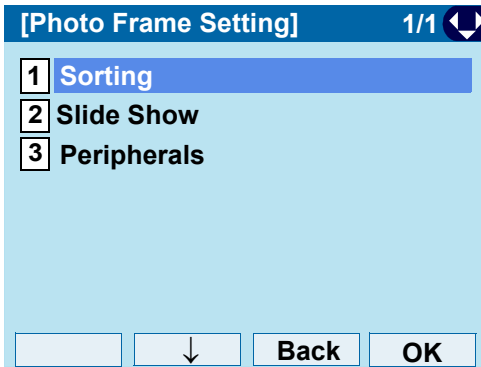 [Photo Frame Setting] 1/1
1 Sorting
2 Slide Show
3 Peripherals
↓ Back OK